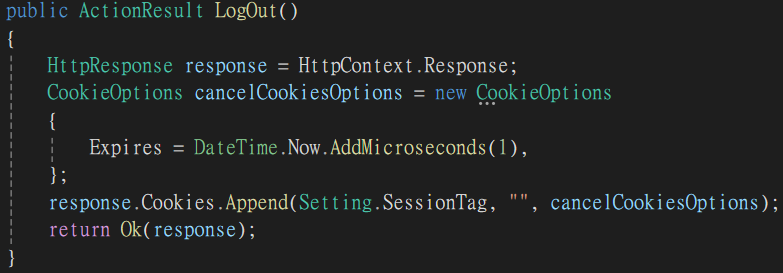 public ActionResult LogOut()
{
HttpResponse response = HttpContext.Response;
CookieOptions cancelCookiesOptions = new CookieOptions
{
Expires = DateTime.Now.AddMicroseconds(1),
};
response.Cookies.Append(Setting.SessionTag, "", cancelCookiesOptions);
return Ok(response);
}